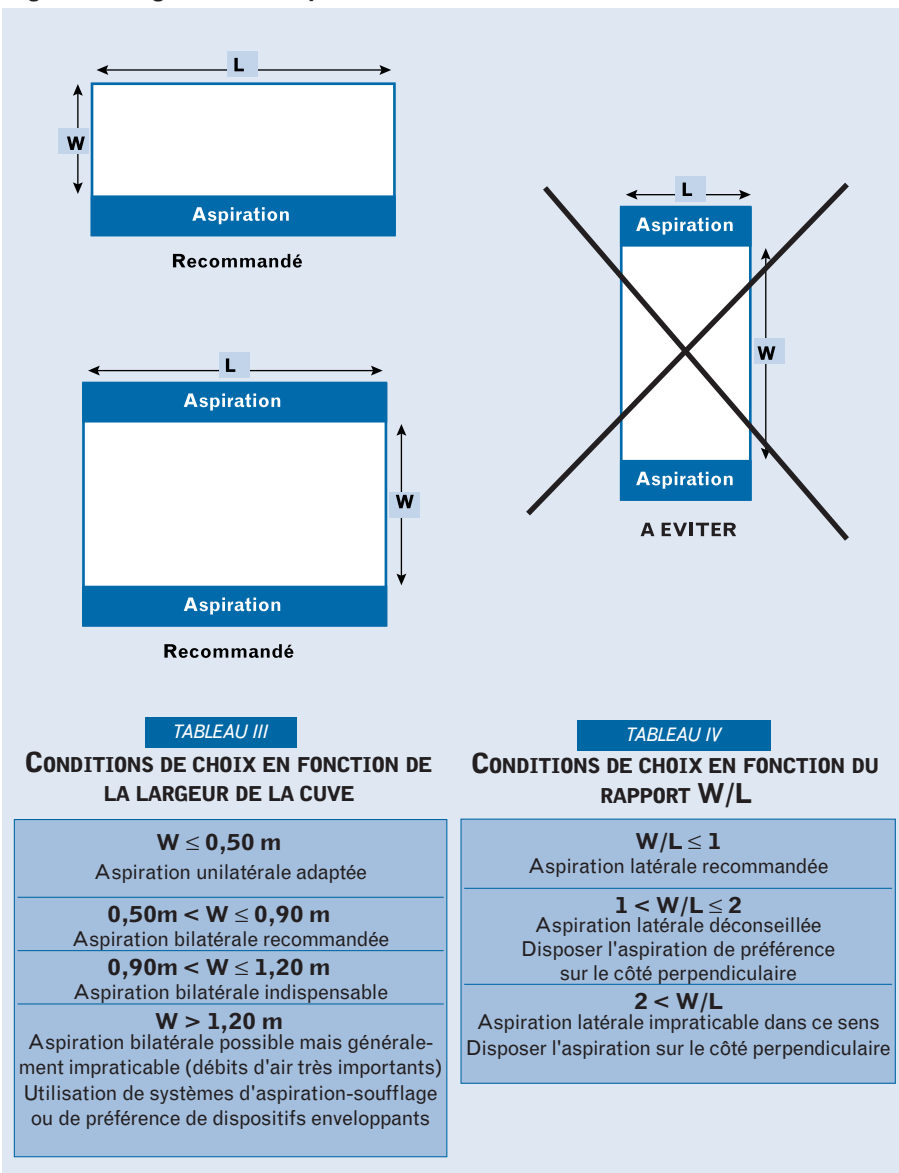 L
W
Aspiration
Recommandé
L
Aspiration
W
Aspiration
A EVITER
L
Aspiration
W
Aspiration
Recommandé
TABLEAU III
CONDITIONS DE CHOIX EN FONCTION DE
LA LARGEUR DE LA CUVE
W ≤ 0,50 m
Aspiration unilatérale adaptée
0,50m < W ≤ 0,90 m
Aspiration bilatérale recommandée
0,90m < W ≤ 1,20 m
Aspiration bilatérale indispensable
W > 1,20 m
Aspiration bilatérale possible mais générale-
ment impraticable (débits d'air très importants)
Utilisation de systèmes d'aspiration-soufflage
ou de préférence de dispositifs enveloppants
TABLEAU IV
CONDITIONS DE CHOIX EN FONCTION DU
RAPPORT W/L
W/L ≤ 1
Aspiration latérale recommandée
1 < W/L ≤ 2
Aspiration latérale déconseillée
Disposer l'aspiration de préférence
sur le côté perpendiculaire
2 < W/L
Aspiration latérale impraticable dans ce sens
Disposer l'aspiration sur le côté perpendiculaire